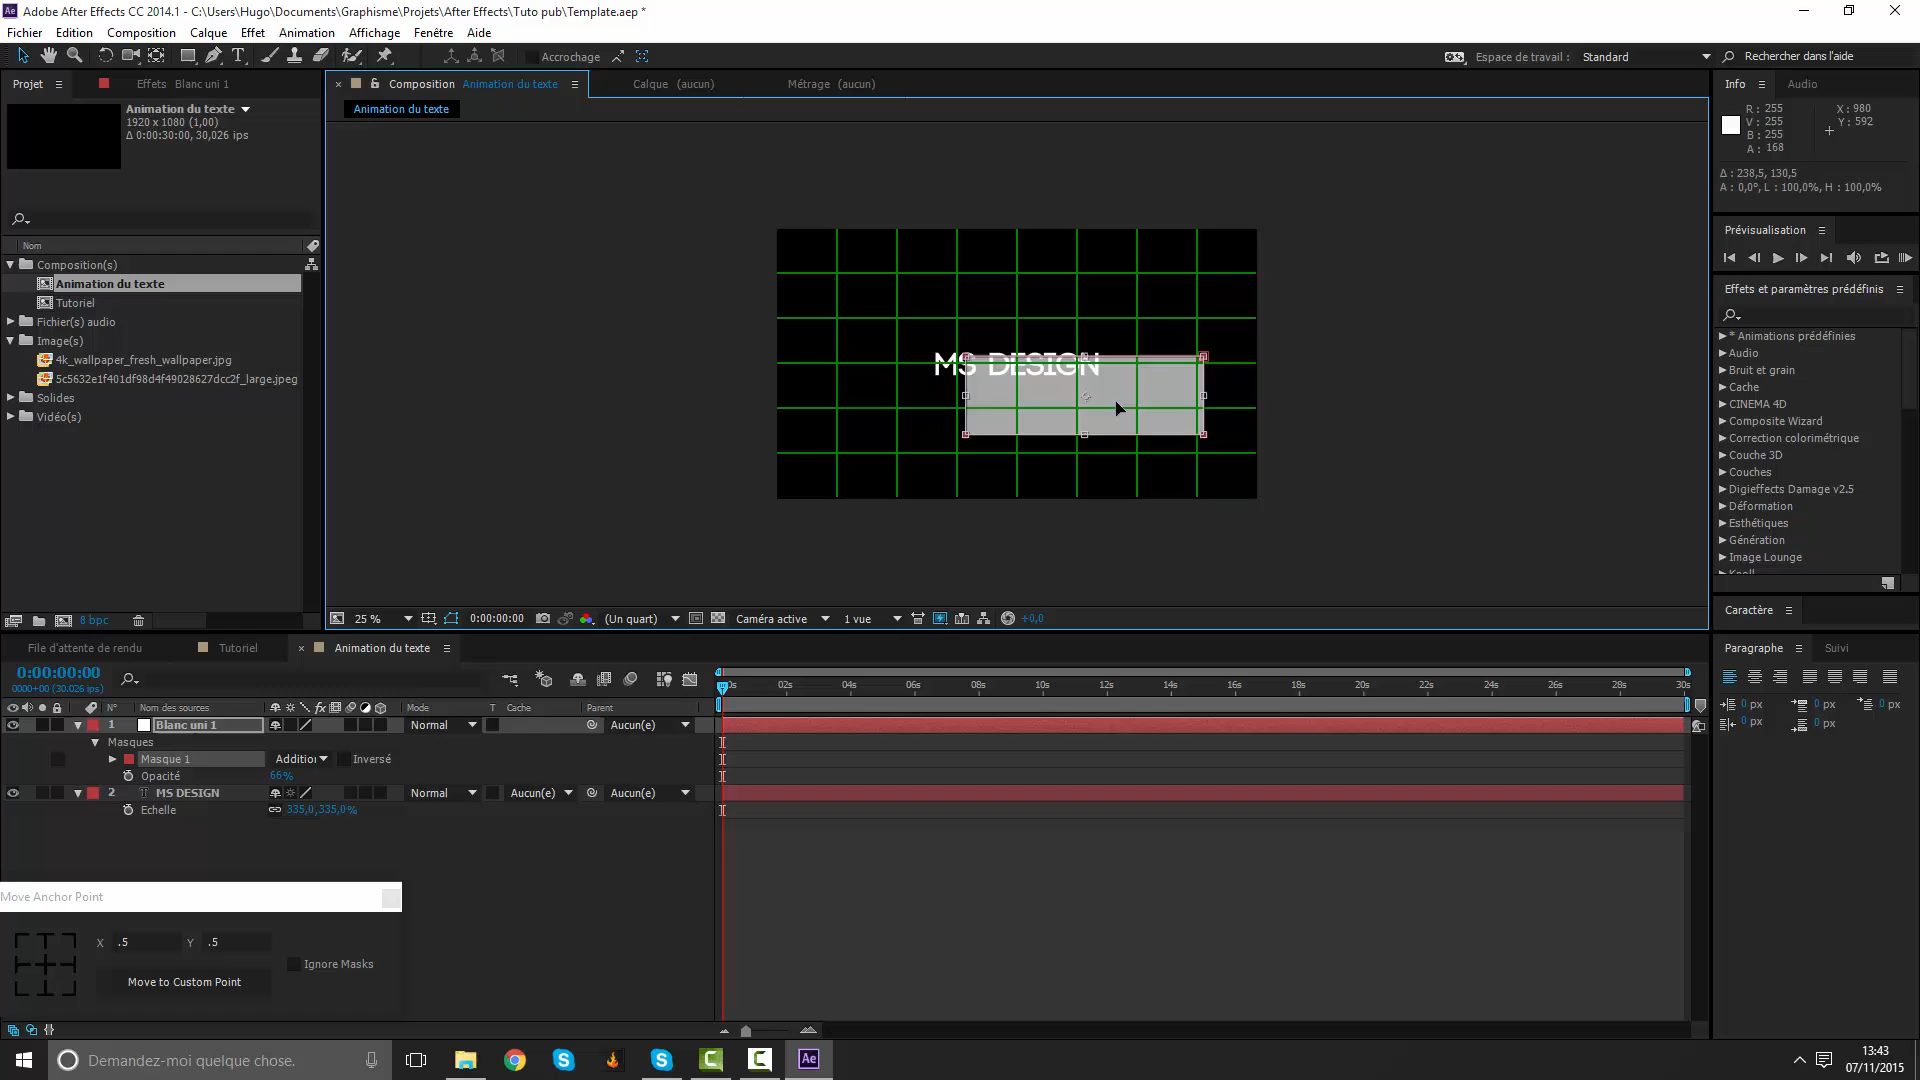 Adobe After Effects CC 2014.1 - C:\Users\Hugo\Documents\Graphisme\Projets\After Effects\Tuto pub\Template.aep *
Fichier Edition Composition Calque Effet Animation Affichage Fenêtre Aide
Accrochage
Espace de travail : Standard
Rechercher dans l'aide
Projet
Effets Blanc uni 1
Animation du texte
1920 x 1080 (1,00)
Δ 0:00:30:00, 30,026 ips
Nom
Composition(s)
Animation du texte
Tutoriel
Fichier(s) audio
Image(s)
4k_wallpaper_fresh_wallpaper.jpg
5c5632e1f401df98d4f49028627dcc2f_large.jpeg
Solides
Vidéo(s)
8 bpc
Composition Animation du texte
Calque (aucun)
Métrage (aucun)
Animation du texte
MS DESIGN
25 %
0:00:00:00
(Un quart)
Caméra active
1 vue
+0,0
Info
Audio
R : 255
V : 255
B : 255
A : 168
X : 980
Y : 592
Δ : 238,5, 130,5
A : 0,0°, L : 100,0%, H : 100,0%
Prévisualisation
Effets et paramètres prédéfinis
* Animations prédéfinies
Audio
Bruit et grain
Cache
CINEMA 4D
Composite Wizard
Correction colorimétrique
Couche 3D
Couches
Digieffects Damage v2.5
Déformation
Esthétiques
Génération
Image Lounge
Knoll
Caractère
Paragraphe
Suivi
0 px 0 px 0 px
0 px 0 px
File d'attente de rendu
Tutoriel
Animation du texte
0:00:00:00
0000+00 (30.026 ips)
N° Nom des sources
Mode T Cache Parent
0s 02s 04s 06s 08s 10s 12s 14s 16s 18s 20s 22s 24s 26s 28s 30s
1 Blanc uni 1 Normal Aucun(e)
Masques
Masque 1 Addition Inversé
Opacité 66%
2 T MS DESIGN Normal Aucun(e) Aucun(e)
Echelle 335,0,335,0%
Move Anchor Point
X .5 Y .5
Ignore Masks
Move to Custom Point
Demandez-moi quelque chose.
Ae
13:43
07/11/2015